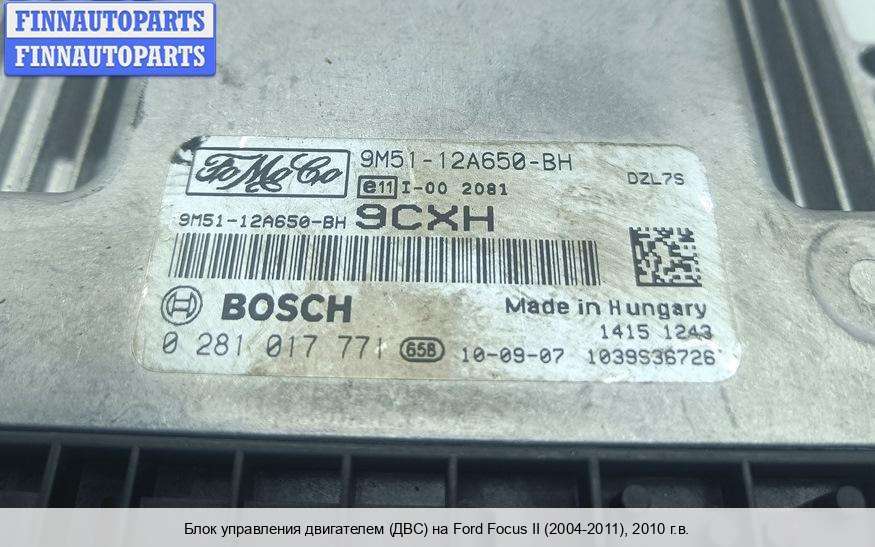 FINNAUTOPARTS
FINNAUTOPARTS
FoMoCo
9M51-12A650-BH
DZL7S
e11 I-00 2081
9M51-12A650-BH 9CXH
BOSCH
Made in Hungary
1415 1243
0 281 017 771 65B 10-09-07 1039S36726
Блок управления двигателем (ДВС) на Ford Focus II (2004-2011), 2010 г.в.